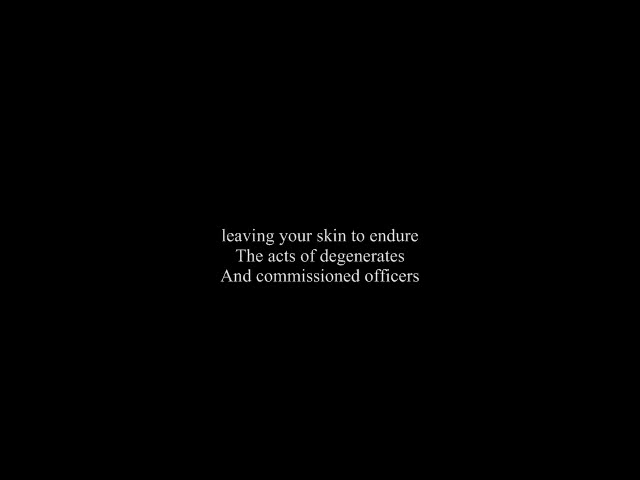 leaving your skin to endure
The acts of degenerates
And commissioned officers